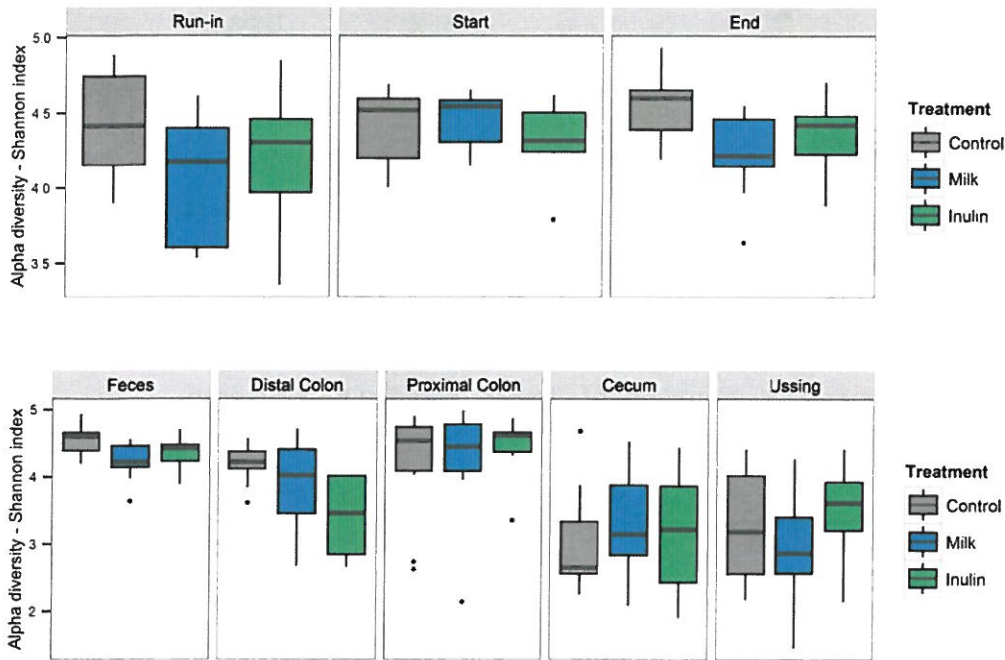 Run-in Start End
Alpha diversity - Shannon index
5.0
4.5
4.0
3.5
Treatment
Control
Milk
Inulin
Feces Distal Colon Proximal Colon Cecum Ussing
Alpha diversity - Shannon index
5
4
3
2
Treatment
Control
Milk
Inulin